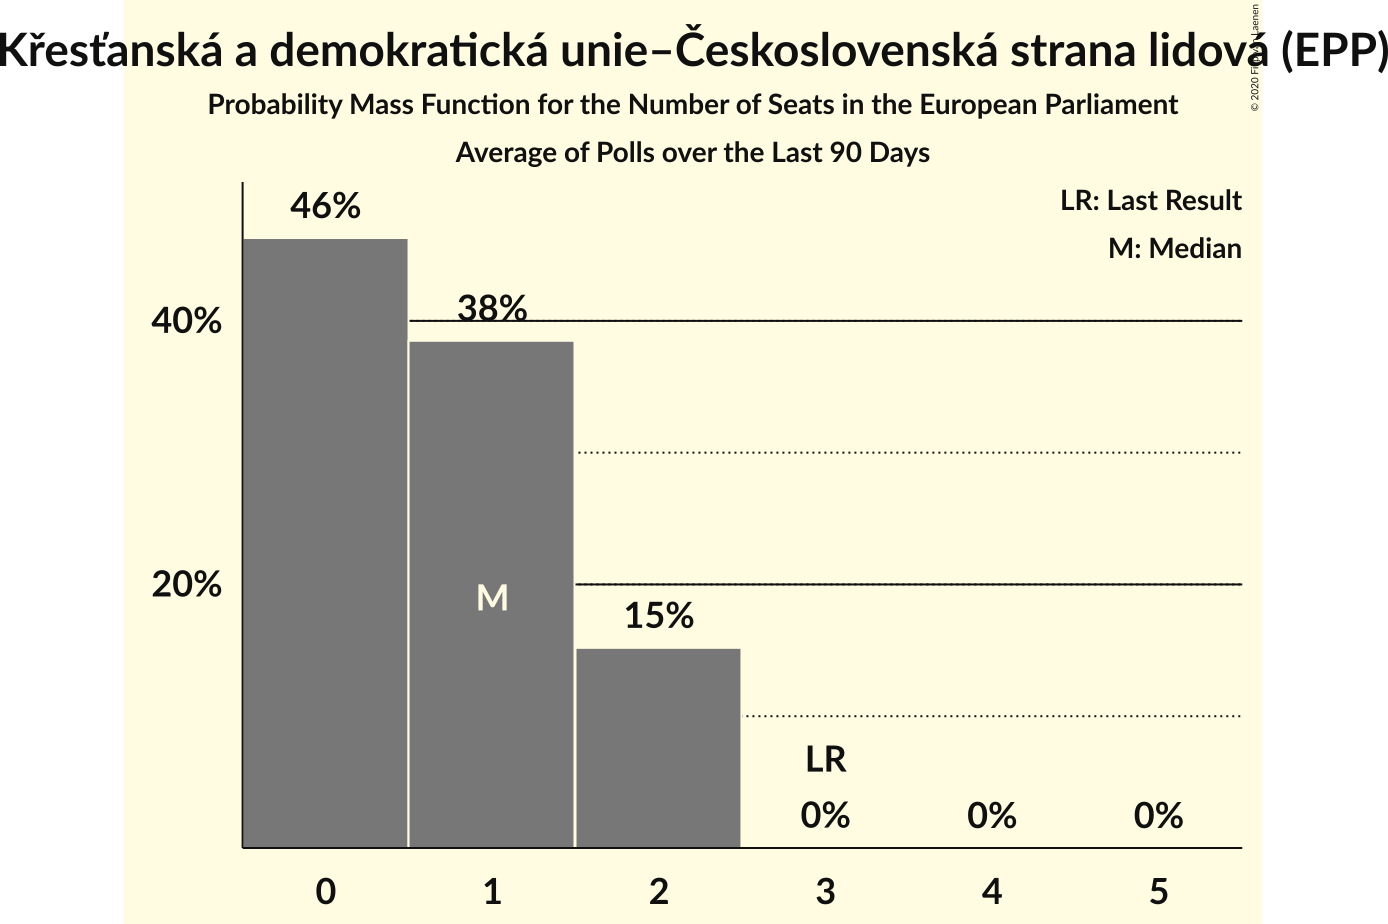 Křesťanská a demokratická unie–Československá strana lidová (EPP)
Probability Mass Function for the Number of Seats in the European Parliament
Average of Polls over the Last 90 Days
© 2020 Laenen
LR: Last Result
M: Median
46%
38%
40%
20%
M
15%
LR
0% 0% 0%
0 1 2 3 4 5